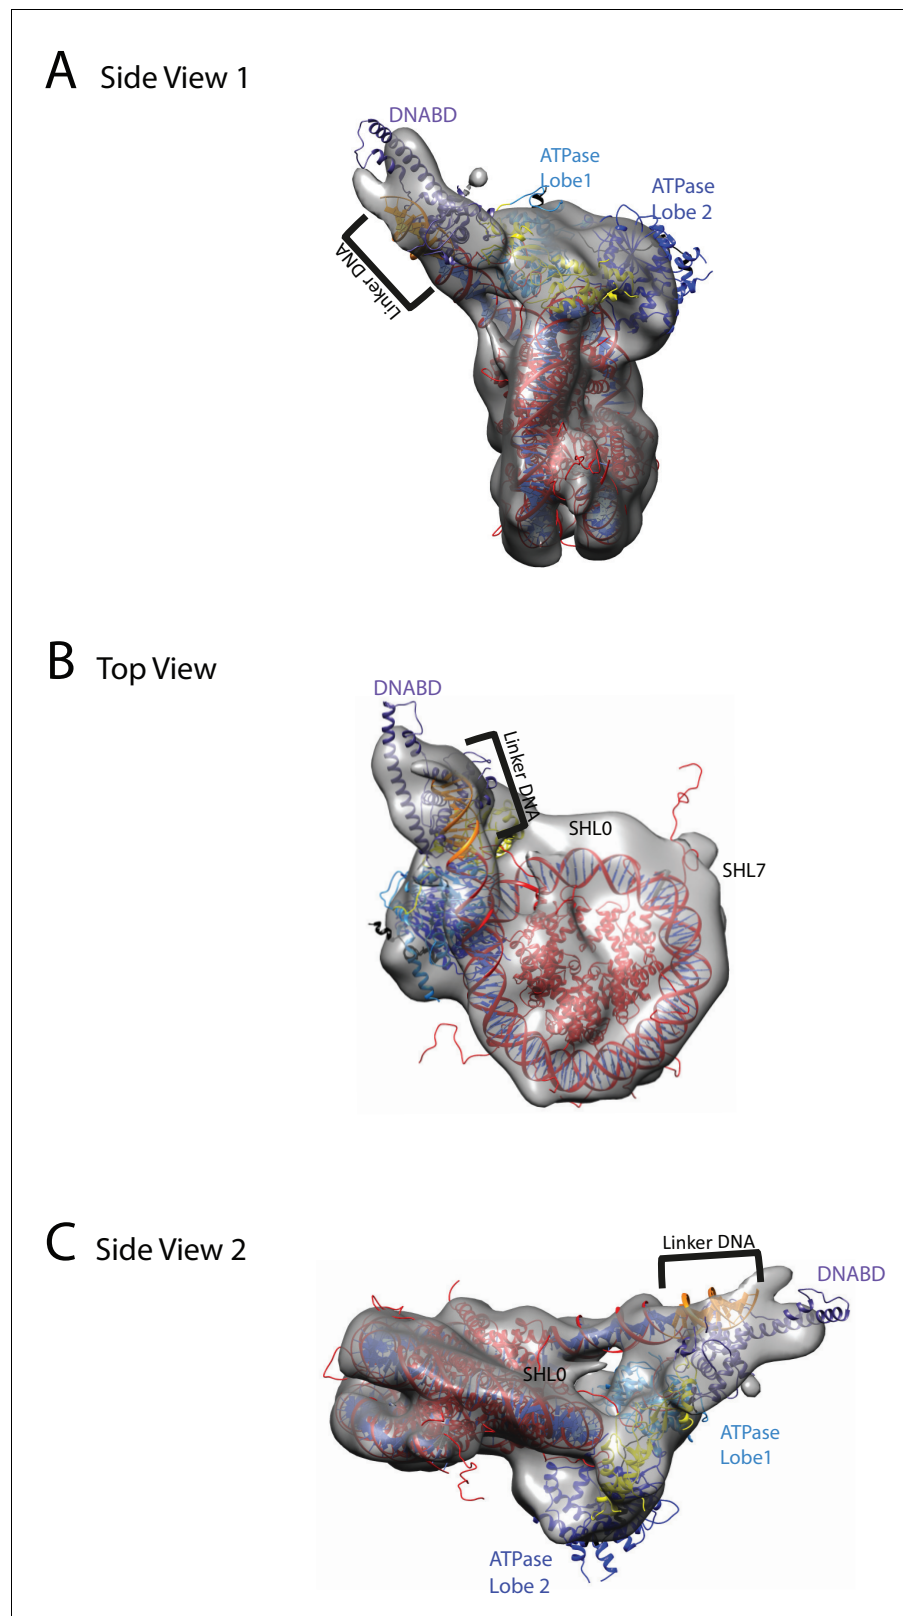 A Side View 1
DNABD
ATPase
Lobe1
ATPase
Lobe 2
Linker DNA
B Top View
DNABD
Linker DNA
SHL0
SHL7
C Side View 2
Linker DNA
DNABD
SHL0
ATPase
Lobe1
ATPase
Lobe 2